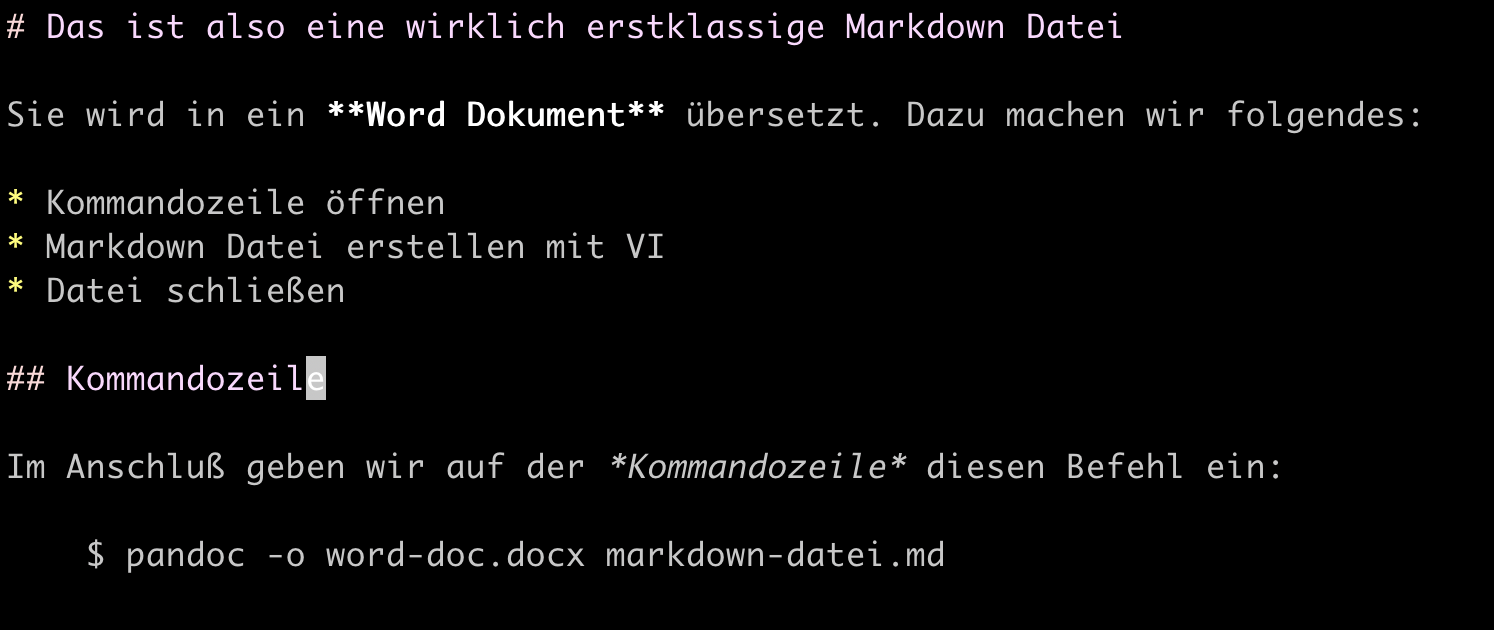 # Das ist also eine wirklich erstklassige Markdown Datei
Sie wird in ein **Word Dokument** übersetzt. Dazu machen wir folgendes:
* Kommandozeile öffnen
* Markdown Datei erstellen mit VI
* Datei schließen
## Kommandozeile
Im Anschluß geben wir auf der *Kommandozeile* diesen Befehl ein:
$ pandoc -o word-doc.docx markdown-datei.md